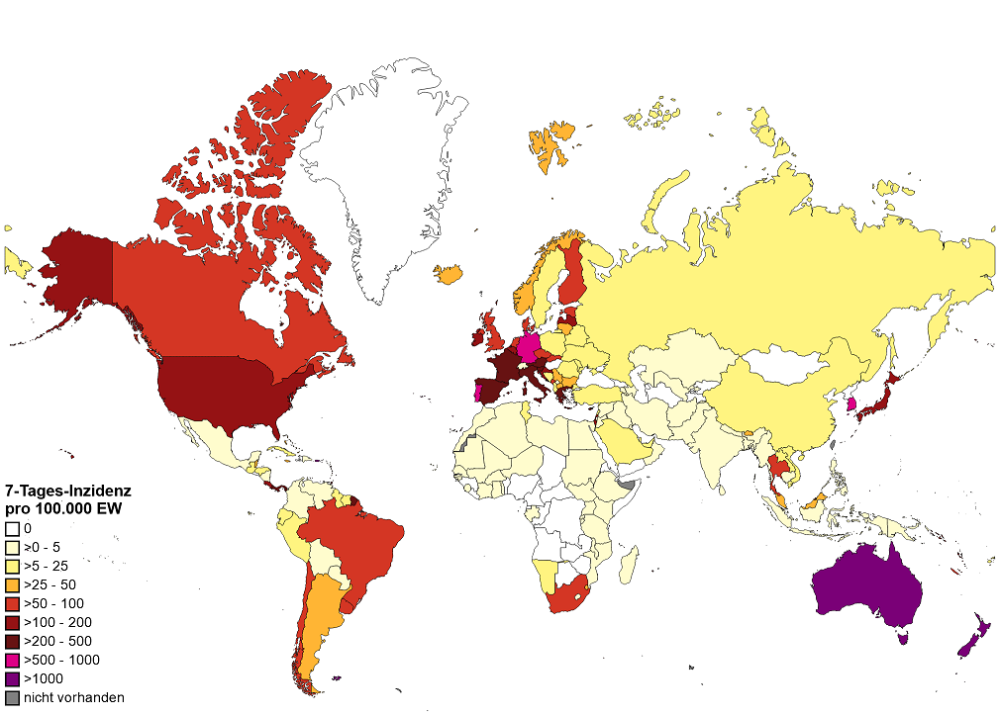 7-Tages-Inzidenz
pro 100.000 EW
0
>0 - 5
>5 - 25
>25 - 50
>50 - 100
>100 - 200
>200 - 500
>500 - 1000
>1000
nicht vorhanden